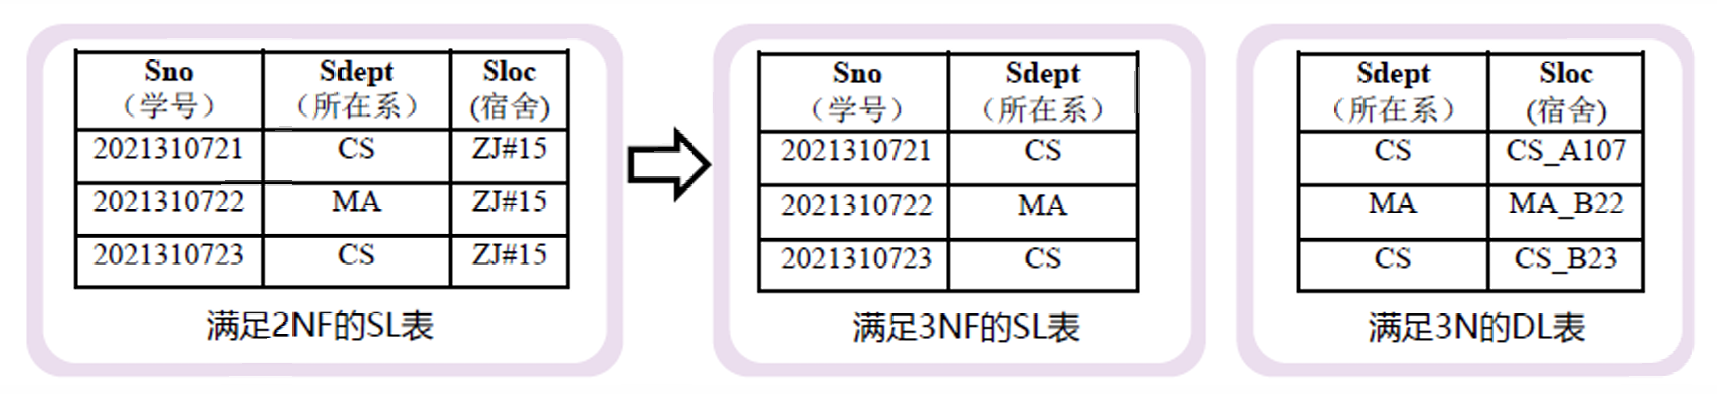 Sno Sdept Sloc
（学号） （所在系） (宿舍)
2021310721 CS ZJ#15
2021310722 MA ZJ#15
2021310723 CS ZJ#15
满足2NF的SL表
Sno Sdept
（学号） （所在系）
2021310721 CS
2021310722 MA
2021310723 CS
满足3NF的SL表
Sdept Sloc
（所在系） (宿舍)
CS CS_A107
MA MA_B22
CS CS_B23
满足3N的DL表